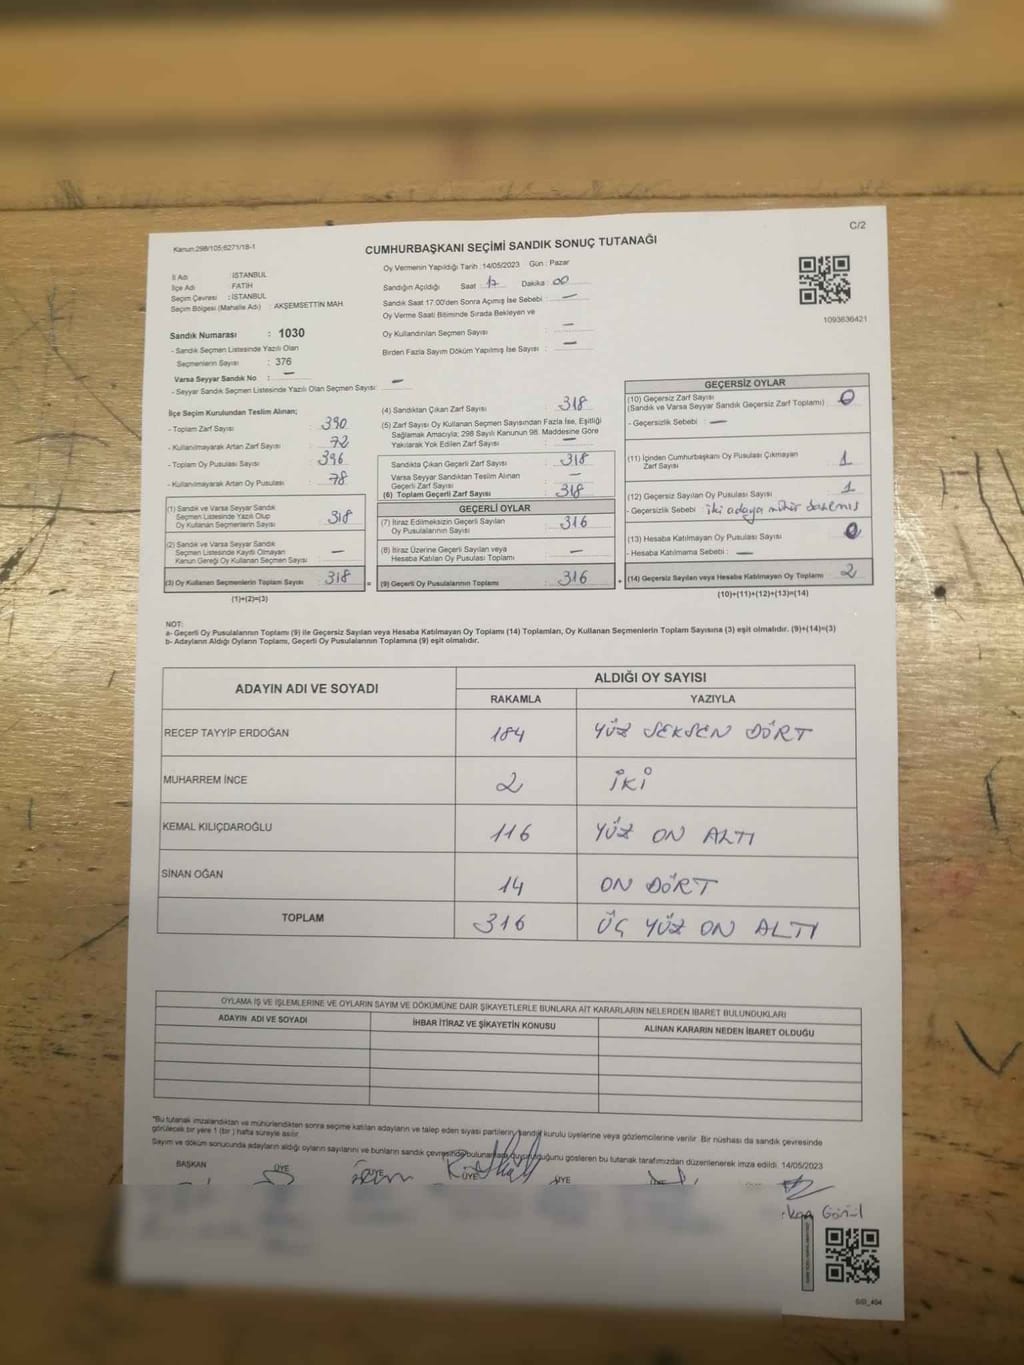 C/2
Kanun:298/105;6271/18-1
CUMHURBAŞKANI SEÇİMİ SANDIK SONUÇ TUTANAĞI
İl Adı : İSTANBUL
İlçe Adı : FATİH
Seçim Çevresi : İSTANBUL
Seçim Bölgesi (Mahalle Adı) : AKŞEMSETTİN MAH.
Sandık Numarası : 1030
- Sandık Seçmen Listesinde Yazılı Olan
Seçmenlerin Sayısı : 376
Varsa Seyyar Sandık No : —
- Seyyar Sandık Seçmen Listesinde Yazılı Olan Seçmen Sayısı: —
Oy Vermenin Yapıldığı Tarih :14/05/2023 Gün : Pazar
Sandığın Açıldığı Saat : 17 Dakika : 00
Sandık Saat 17.00'den Sonra Açılmış İse Sebebi : —
Oy Verme Saati Bitiminde Sırada Bekleyen ve
Oy Kullandırılan Seçmen Sayısı : —
Birden Fazla Sayım Döküm Yapılmış İse Sayısı : —
1093636421
İlçe Seçim Kurulundan Teslim Alınan;
- Toplam Zarf Sayısı : 390
- Kullanılmayarak Artan Zarf Sayısı : 72
- Toplam Oy Pusulası Sayısı : 396
- Kullanılmayarak Artan Oy Pusulası : 78
(1) Sandık ve Varsa Seyyar Sandık
Seçmen Listesinde Yazılı Olup
Oy Kullanan Seçmenlerin Sayısı : 318
(2) Sandık ve Varsa Seyyar Sandık
Seçmen Listesinde Kayıtlı Olmayan
Kanun Gereği Oy Kullanan Seçmen Sayısı : —
(3) Oy Kullanan Seçmenlerin Toplam Sayısı : 318 =
(1)+(2)=(3)
(4) Sandıktan Çıkan Zarf Sayısı : 318
(5) Zarf Sayısı Oy Kullanan Seçmen Sayısından Fazla İse, Eşitliği
Sağlamak Amacıyla; 298 Sayılı Kanunun 98. Maddesine Göre
Yakılarak Yok Edilen Zarf Sayısı : —
Sandıkta Çıkan Geçerli Zarf Sayısı : 318
Varsa Seyyar Sandıktan Teslim Alınan
Geçerli Zarf Sayısı : —
(6) Toplam Geçerli Zarf Sayısı : 318
GEÇERLİ OYLAR
(7) İtiraz Edilmeksizin Geçerli Sayılan
Oy Pusulalarının Sayısı : 316
(8) İtiraz Üzerine Geçerli Sayılan veya
Hesaba Katılan Oy Pusulası Toplamı : —
(9) Geçerli Oy Pusulalarının Toplamı : 316 +
GEÇERSİZ OYLAR
(10) Geçersiz Zarf Sayısı : 0
(Sandık ve Varsa Seyyar Sandık Geçersiz Zarf Toplamı)
- Geçersizlik Sebebi : —
(11) İçinden Cumhurbaşkanı Oy Pusulası Çıkmayan
Zarf Sayısı : 1
(12) Geçersiz Sayılan Oy Pusulası Sayısı : 1
- Geçersizlik Sebebi : iki adaya mühür
(13) Hesaba Katılmayan Oy Pusulası Sayısı : 0
- Hesaba Katılmama Sebebi : —
(14) Geçersiz Sayılan veya Hesaba Katılmayan Oy Toplamı : 2
(10)+(11)+(12)+(13)=(14)
NOT:
a- Geçerli Oy Pusulalarının Toplamı (9) ile Geçersiz Sayılan veya Hesaba Katılmayan Oy Toplamı (14) Toplamları, Oy Kullanan Seçmenlerin Toplam Sayısına (3) eşit olmalıdır. (9)+(14)=(3)
b- Adayların Aldığı Oyların Toplamı, Geçerli Oy Pusulalarının Toplamına (9) eşit olmalıdır.
ADAYIN ADI VE SOYADI ALDIĞI OY SAYISI
RAKAMLA YAZIYLA
RECEP TAYYİP ERDOĞAN 184 YÜZ SEKSEN DÖRT
MUHARREM İNCE 2 İKİ
KEMAL KILIÇDAROĞLU 116 YÜZ ON ALTI
SİNAN OĞAN 14 ON DÖRT
TOPLAM 316 ÜÇ YÜZ ON ALTI
OYLAMA İŞ VE İŞLEMLERİNE VE OYLARIN SAYIM VE DÖKÜMÜNE DAİR ŞİKAYETLERLE BUNLARA AİT KARARLARIN NELERDEN İBARET BULUNDUKLARI
ADAYIN ADI VE SOYADI İHBAR İTİRAZ VE ŞİKAYETİN KONUSU ALINAN KARARIN NEDEN İBARET OLDUĞU
"Bu tutanak imzalandıktan ve mühürlendikten sonra seçime katılan adayların ve talep eden siyasi partilerin, sandık kurulu üyelerine veya gözlemcilerine verilir. Bir nüshası da sandık çevresinde
görülecek bir yere 1 (bir ) hafta süreyle asılır.
Sayım ve döküm sonucunda adayların aldığı oyların sayılarını ve bunların sandık çevresinde gösteren bu tutanak tarafımızdan düzenlenerek imza edildi. 14/05/2023
BAŞKAN ÜYE ÜYE ÜYE ÜYE